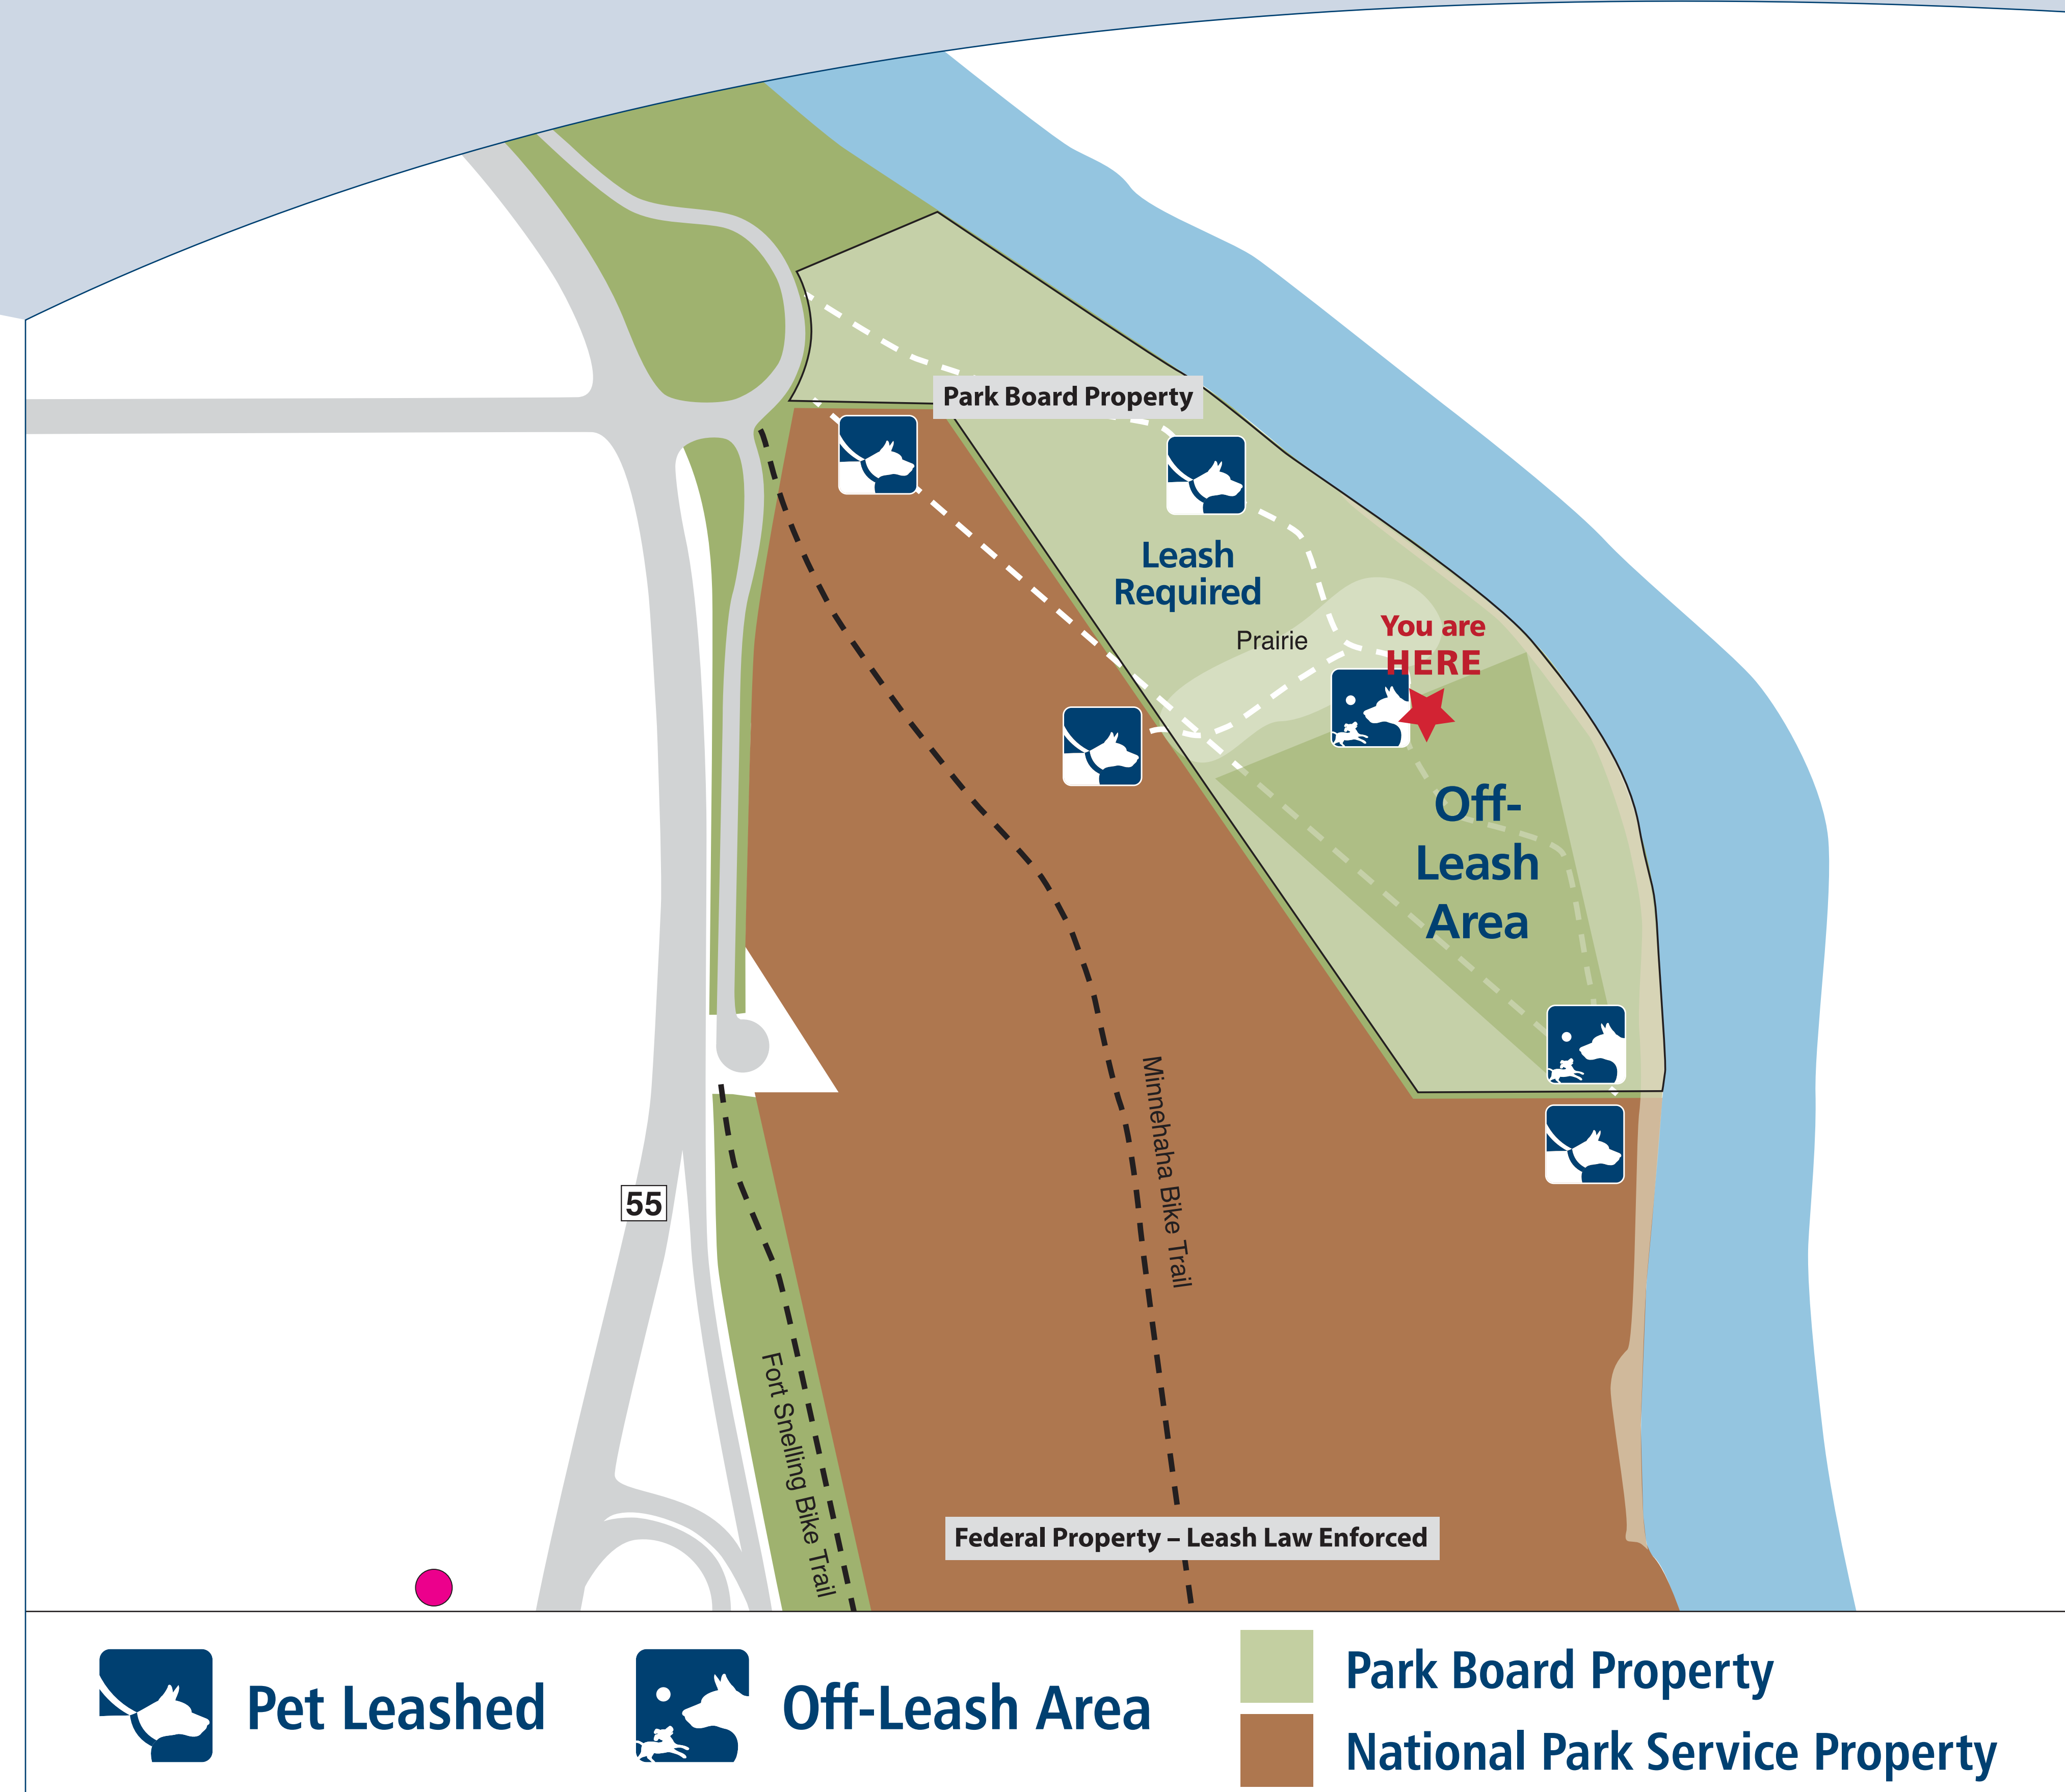 Park Board Property
Leash
Required
Prairie
You are
HERE
Off-
Leash
Area
Minnehaha Bike Trail
55
Fort Snelling Bike Trail
Federal Property – Leash Law Enforced
Pet Leashed
Off-Leash Area
Park Board Property
National Park Service Property